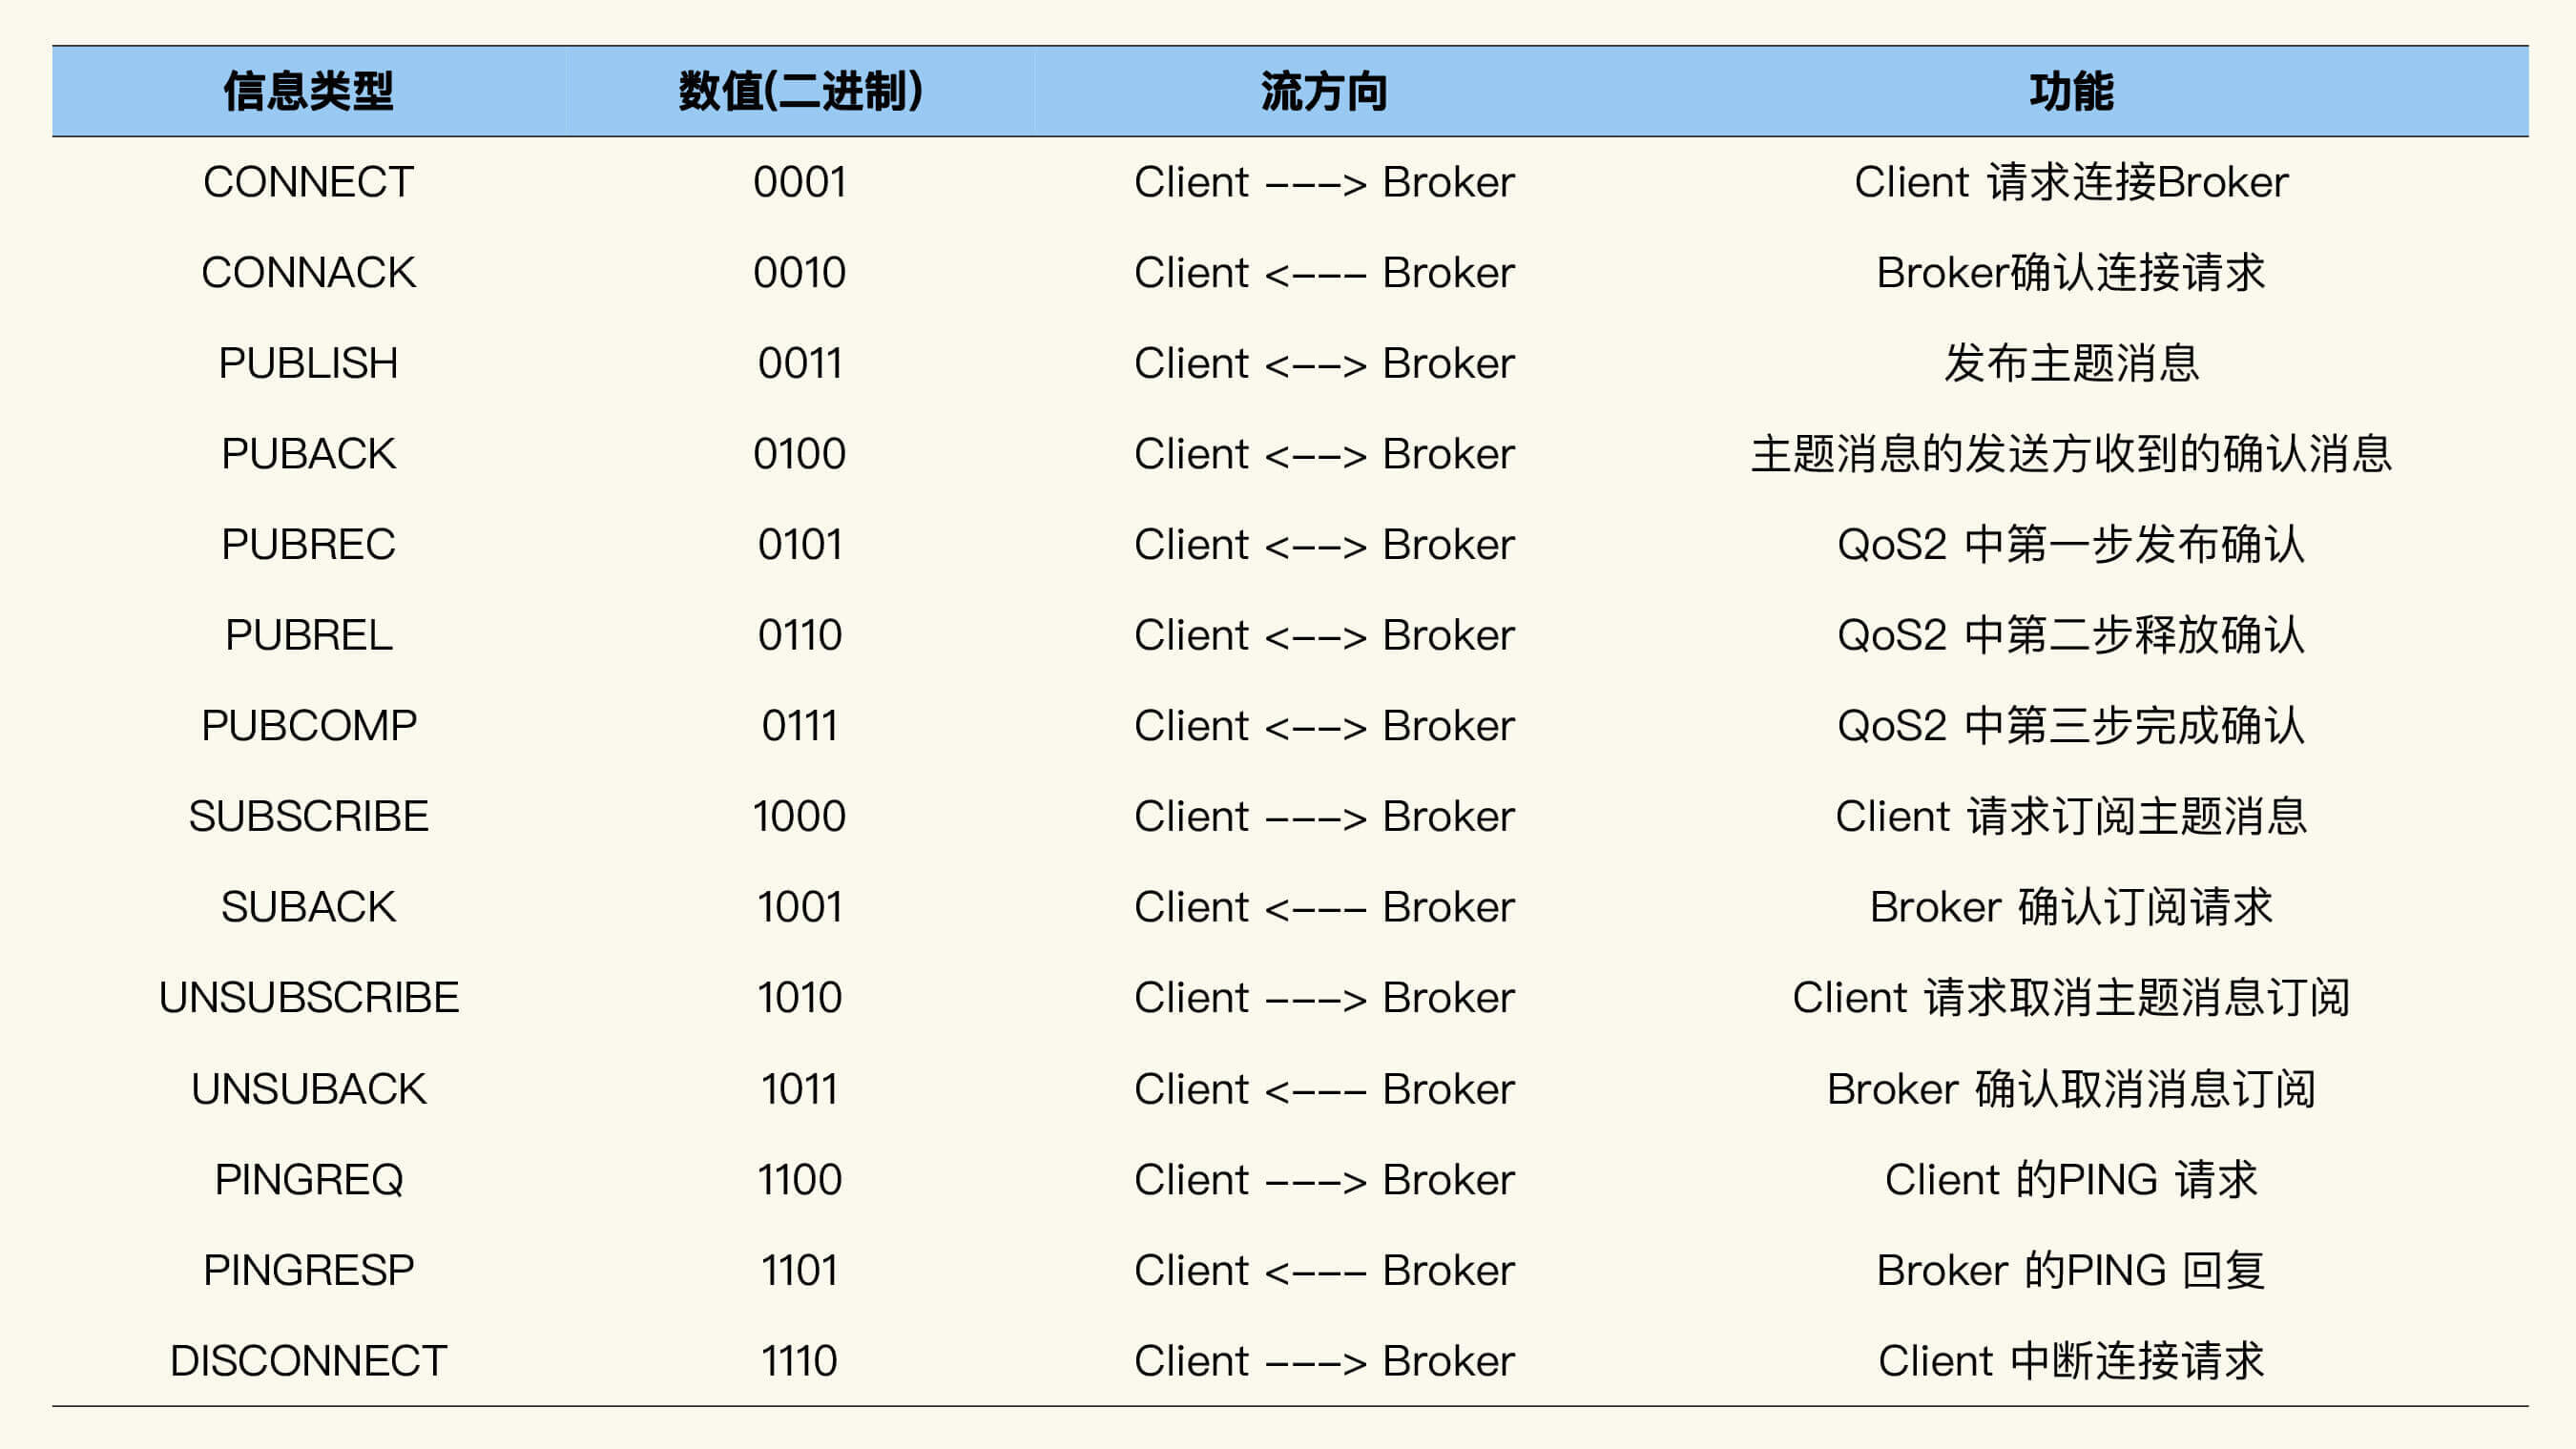 信息类型 数值(二进制) 流方向 功能
CONNECT 0001 Client ---> Broker Client 请求连接Broker
CONNACK 0010 Client <--- Broker Broker确认连接请求
PUBLISH 0011 Client <--> Broker 发布主题消息
PUBACK 0100 Client <--> Broker 主题消息的发送方收到的确认消息
PUBREC 0101 Client <--> Broker QoS2 中第一步发布确认
PUBREL 0110 Client <--> Broker QoS2 中第二步释放确认
PUBCOMP 0111 Client <--> Broker QoS2 中第三步完成确认
SUBSCRIBE 1000 Client ---> Broker Client 请求订阅主题消息
SUBACK 1001 Client <--- Broker Broker 确认订阅请求
UNSUBSCRIBE 1010 Client ---> Broker Client 请求取消主题消息订阅
UNSUBACK 1011 Client <--- Broker Broker 确认取消消息订阅
PINGREQ 1100 Client ---> Broker Client 的PING 请求
PINGRESP 1101 Client <--- Broker Broker 的PING 回复
DISCONNECT 1110 Client ---> Broker Client 中断连接请求